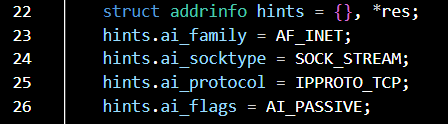 22 struct addrinfo hints = {}, *res;
23 hints.ai_family = AF_INET;
24 hints.ai_socktype = SOCK_STREAM;
25 hints.ai_protocol = IPPROTO_TCP;
26 hints.ai_flags = AI_PASSIVE;